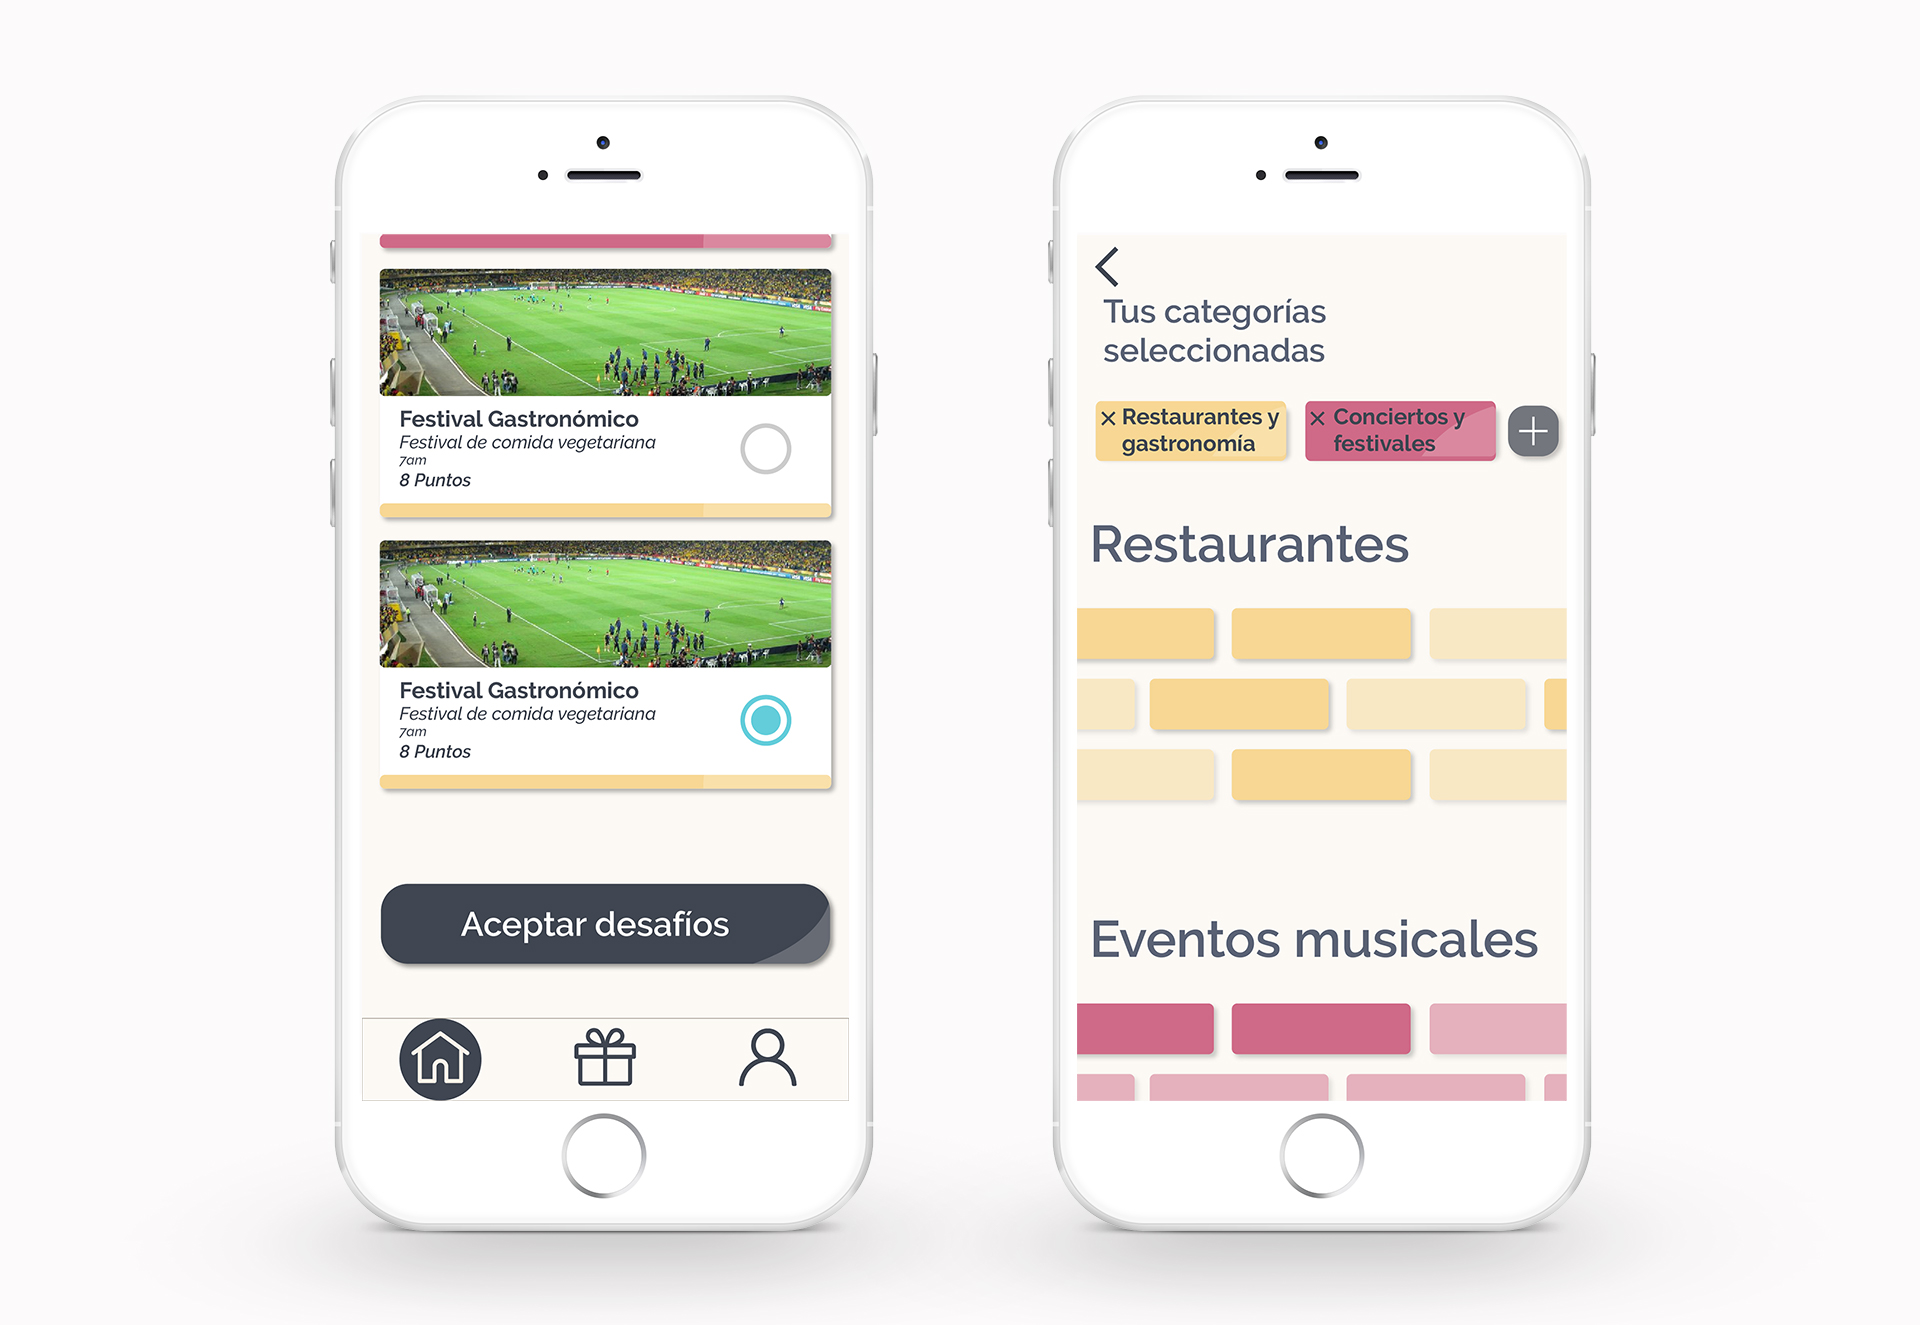 Festival Gastronómico
Festival de comida vegetariana
7am
8 Puntos
Festival Gastronómico
Festival de comida vegetariana
7am
8 Puntos
Aceptar desafíos
Tus categorías
seleccionadas
Restaurantes y
gastronomía
Conciertos y
festivales
Restaurantes
Eventos musicales